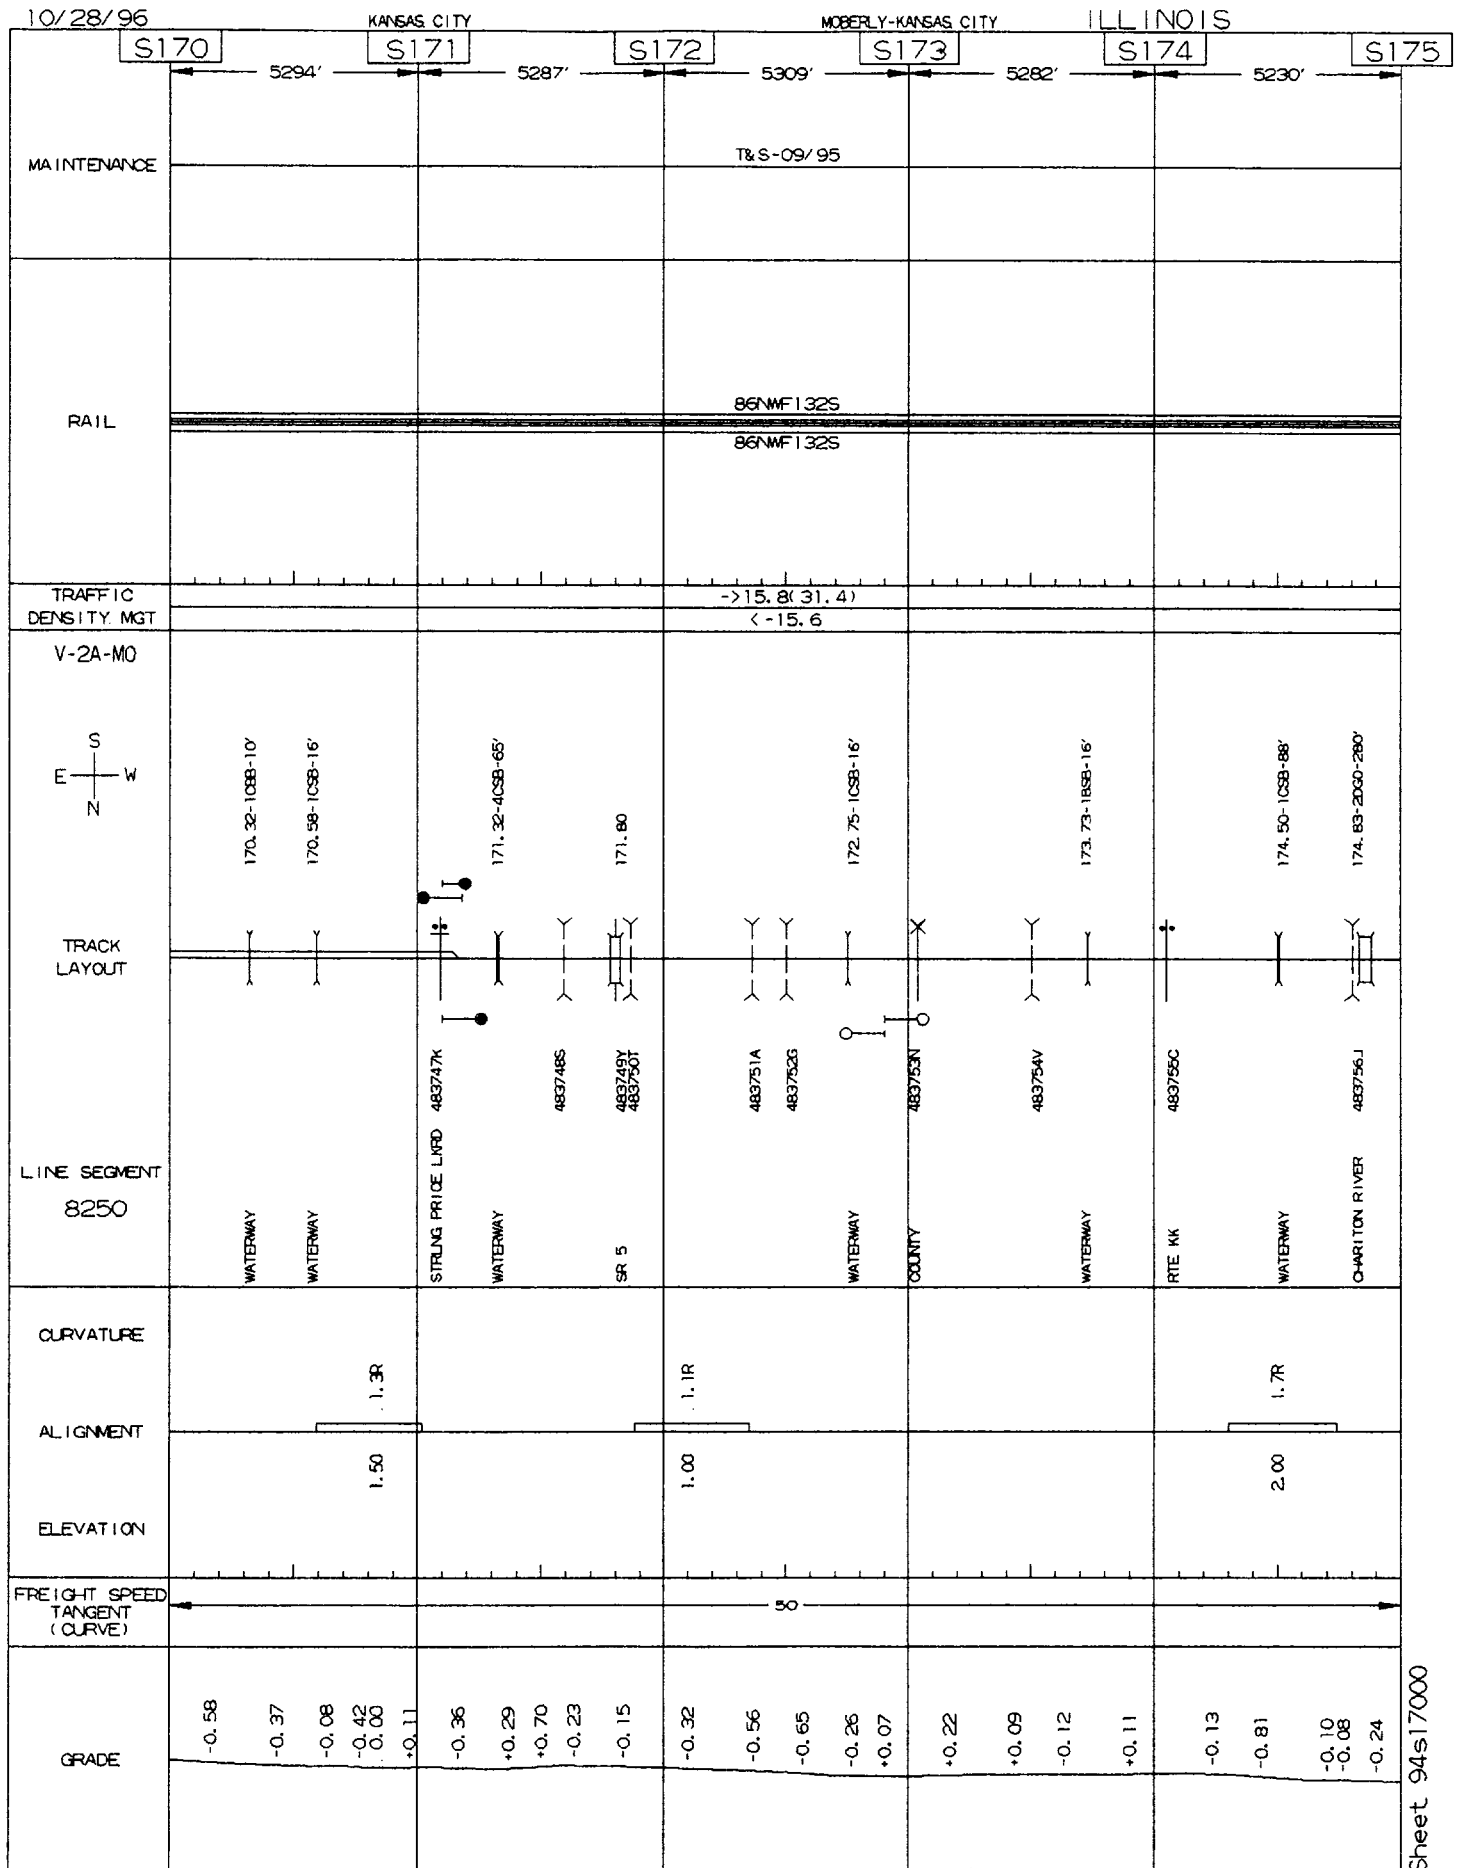 10/28/96 KANSAS CITY MOBERLY-KANSAS CITY ILLINOIS
S170 S171 S172 S173 S174 S175
5294' 5287' 5309' 5282' 5230'
MAINTENANCE
T&S-09/95
RAIL
86NWF132S
86NWF132S
TRAFFIC
DENSITY MGT
->15.8(31.4)
<-15.6
V-2A-MO
S
E W
N
170.32-1CBB-10'
170.58-1CSB-16'
171.32-4CSB-65'
171.80
172.75-1CSB-16'
173.73-1BSB-16'
174.50-1CSB-88'
174.83-2DGO-280'
TRACK
LAYOUT
483747K
483748S
483749Y
483750T
483751A
483752G
483753N
483754V
483755C
483756J
LINE SEGMENT
8250
WATERWAY
WATERWAY
STRLNG PRICE LKRD
WATERWAY
SR 5
WATERWAY
COUNTY
WATERWAY
RTE KK
WATERWAY
CHARITON RIVER
CURVATURE
1.3R 1.1R 1.7R
ALIGNMENT
1.50 1.00 2.00
ELEVATION
FREIGHT SPEED
TANGENT
(CURVE)
50
GRADE
-0.58
-0.37
-0.08
-0.42
0.00
+0.11
-0.36
+0.29
+0.70
-0.23
-0.15
-0.32
-0.56
-0.65
-0.26
+0.07
+0.22
+0.09
-0.12
+0.11
-0.13
-0.81
-0.10
-0.08
-0.24
Sheet 94s17000